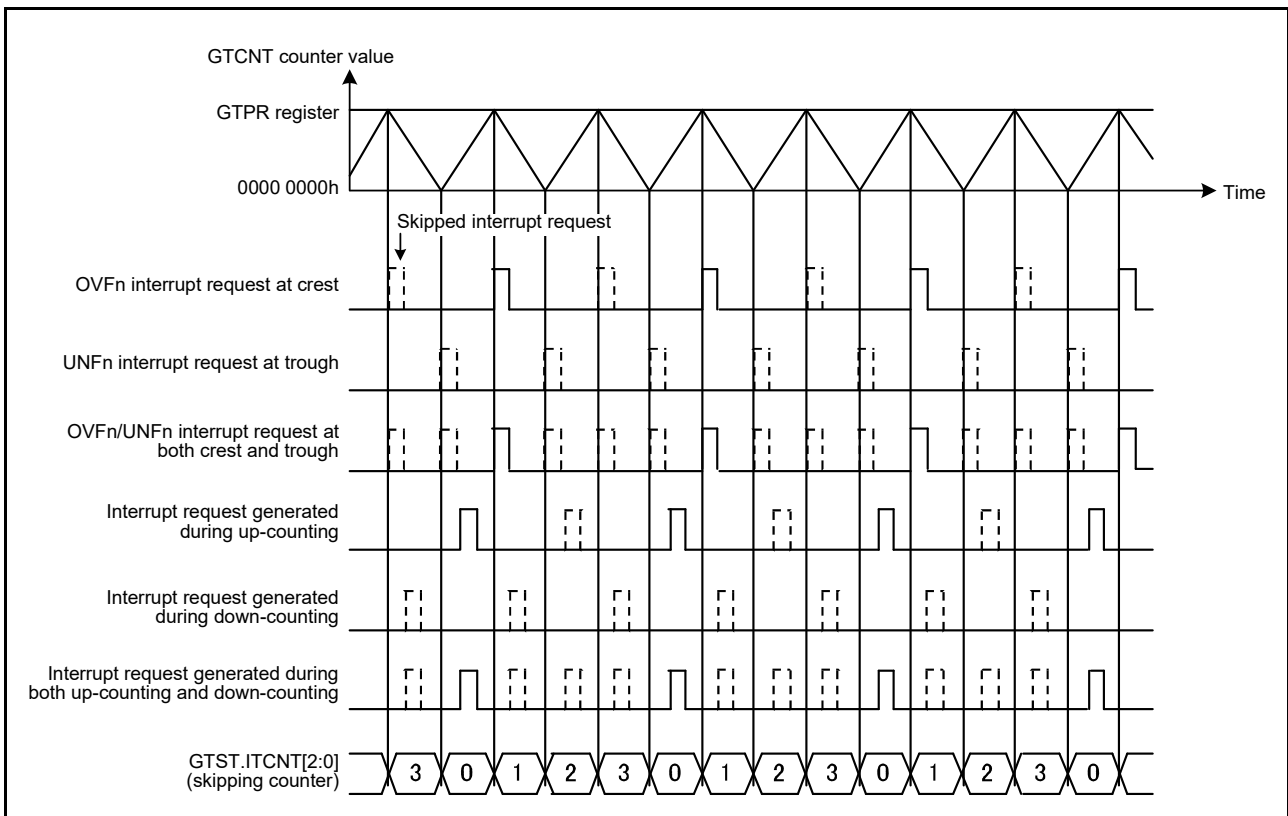 GTCNT counter value
GTPR register
0000 0000h
Time
Skipped interrupt request
OVFn interrupt request at crest
UNFn interrupt request at trough
OVFn/UNFn interrupt request at
both crest and trough
Interrupt request generated
during up-counting
Interrupt request generated
during down-counting
Interrupt request generated during
both up-counting and down-counting
GTST.ITCNT[2:0]
(skipping counter)
3 0 1 2 3 0 1 2 3 0 1 2 3 0